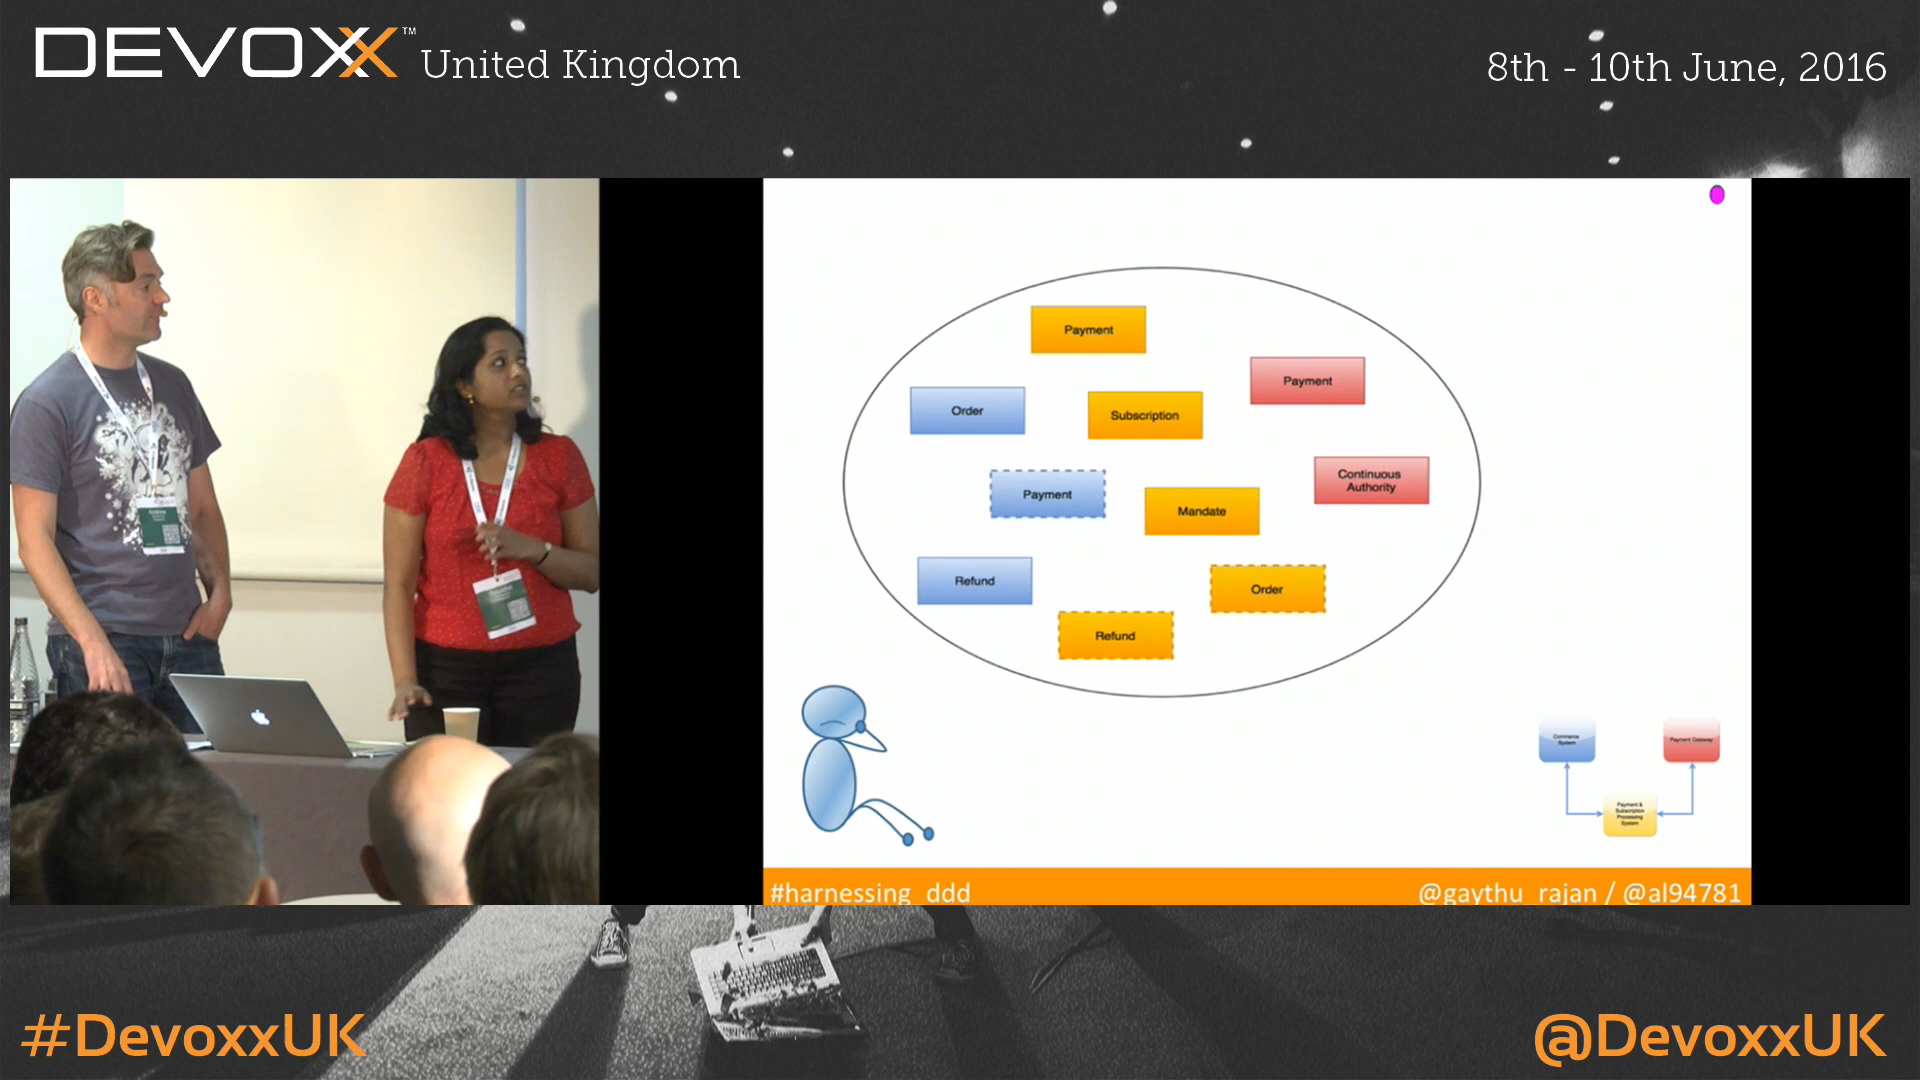 DEVOXX™ United Kingdom
8th - 10th June, 2016
Payment
Payment
Order
Subscription
Continuous
Authority
Payment
Mandate
Refund
Order
Refund
Commerce
System
Payment Gateway
Payment &
Subscription
Processing
System
#harnessing_ddd
@gaythu_rajan / @al94781
#DevoxxUK
@DevoxxUK